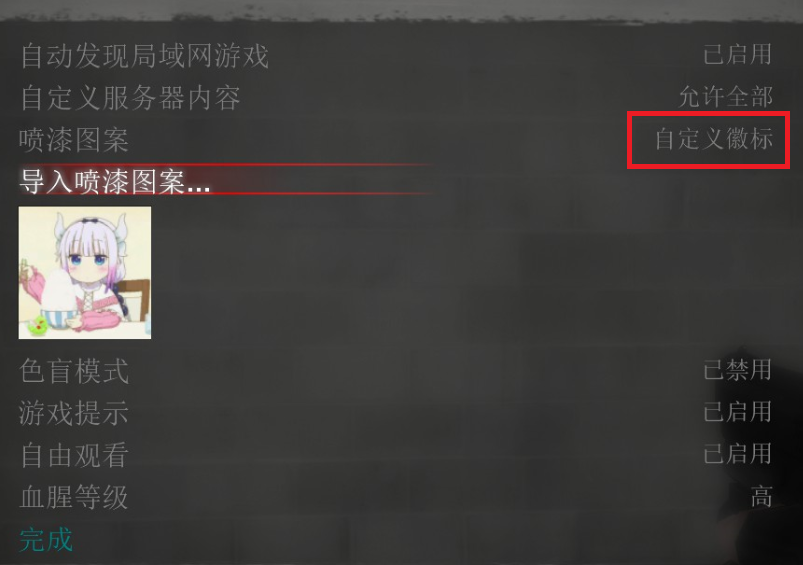 自动发现局域网游戏 已启用
自定义服务器内容 允许全部
喷漆图案 自定义徽标
导入喷漆图案...
色盲模式 已禁用
游戏提示 已启用
自由观看 已启用
血腥等级 高
完成